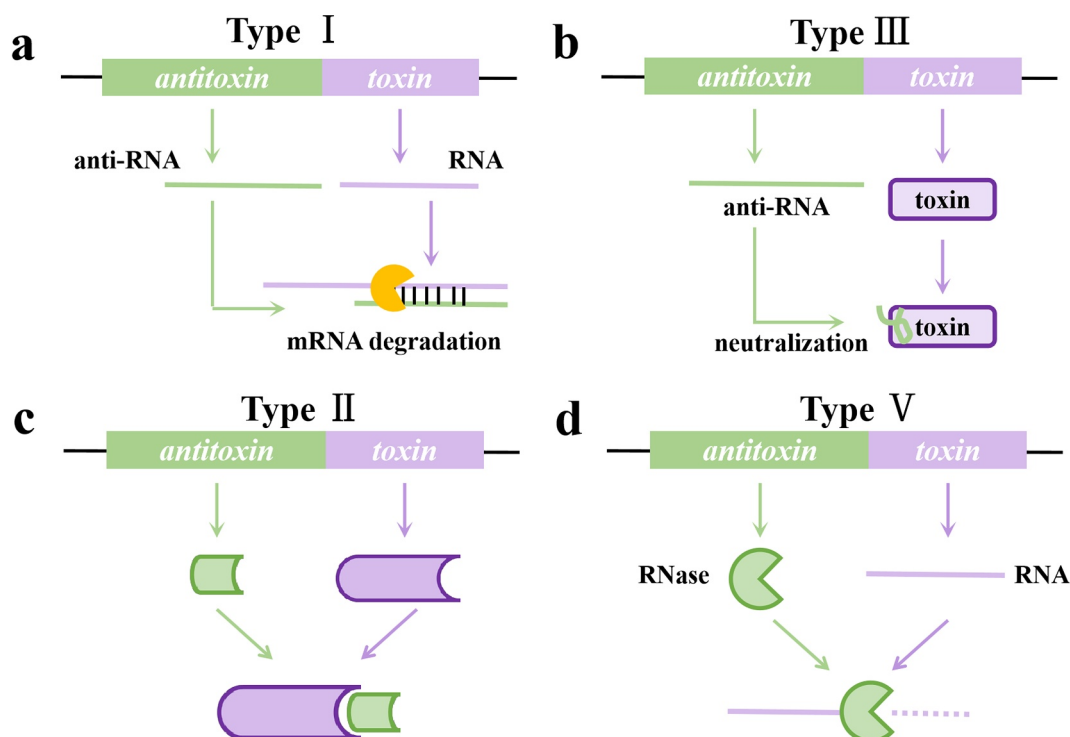 a
Type Ⅰ
antitoxin toxin
anti-RNA
RNA
mRNA degradation
b
Type Ⅲ
antitoxin toxin
anti-RNA
toxin
neutralization
toxin
c
Type Ⅱ
antitoxin toxin
d
Type Ⅴ
antitoxin toxin
RNase
RNA